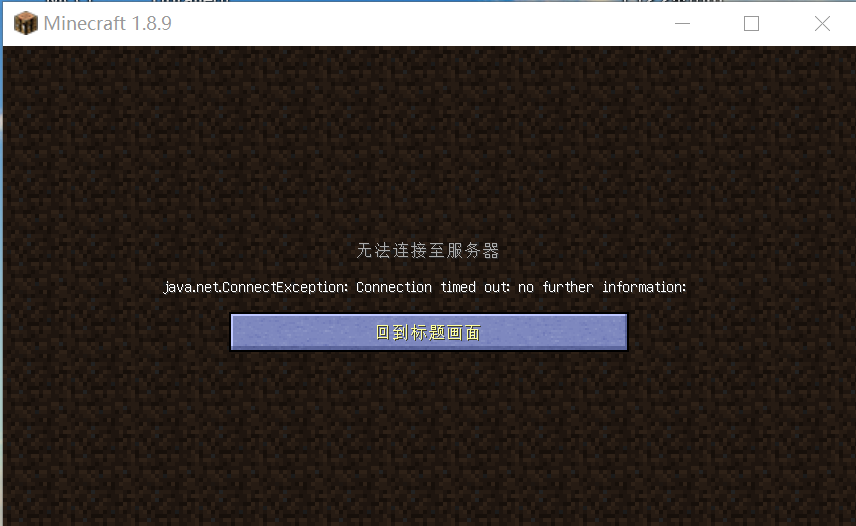 Minecraft 1.8.9
无法连接至服务器
java.net.ConnectException: Connection timed out: no further information:
回到标题画面